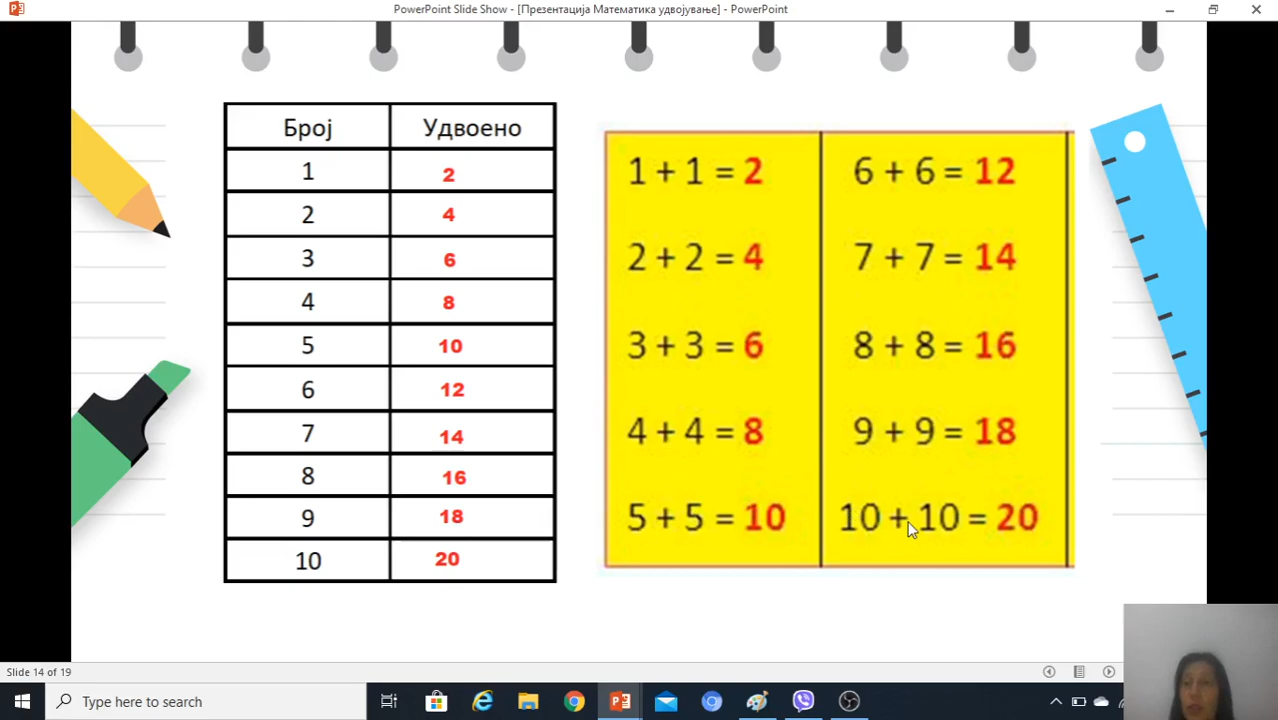 PowerPoint Slide Show - [Презентација Математика удвојување] - PowerPoint
Број Удвоено
1 2
2 4
3 6
4 8
5 10
6 12
7 14
8 16
9 18
10 20
1 + 1 = 2
2 + 2 = 4
3 + 3 = 6
4 + 4 = 8
5 + 5 = 10
6 + 6 = 12
7 + 7 = 14
8 + 8 = 16
9 + 9 = 18
10 + 10 = 20
Slide 14 of 19
Type here to search